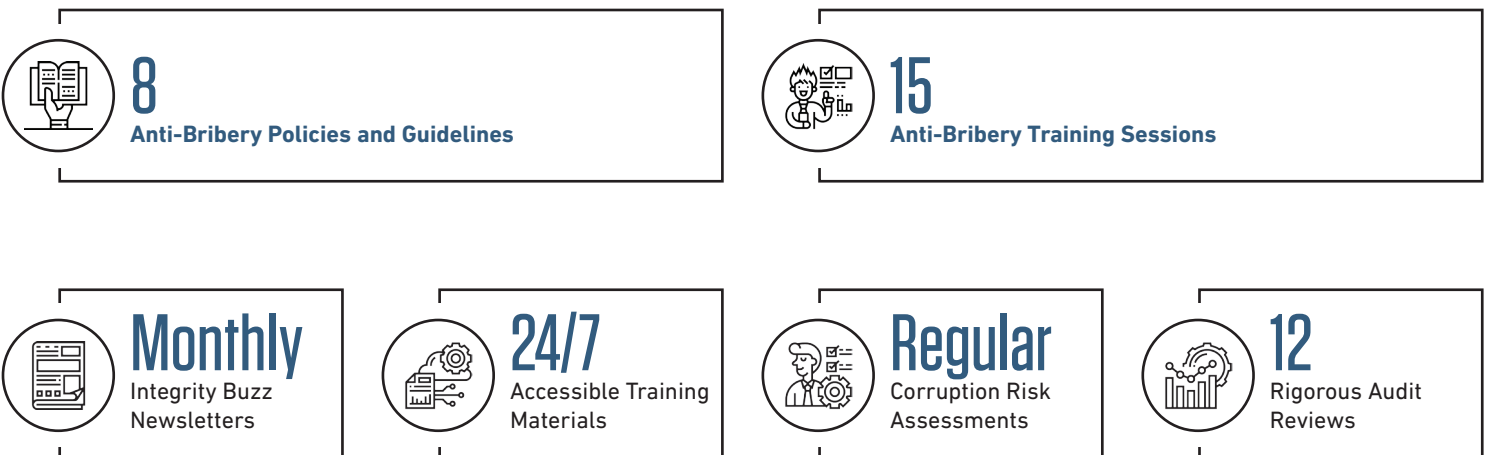 8
Anti-Bribery Policies and Guidelines
15
Anti-Bribery Training Sessions
Monthly
Integrity Buzz
Newsletters
24/7
Accessible Training
Materials
Regular
Corruption Risk
Assessments
12
Rigorous Audit
Reviews